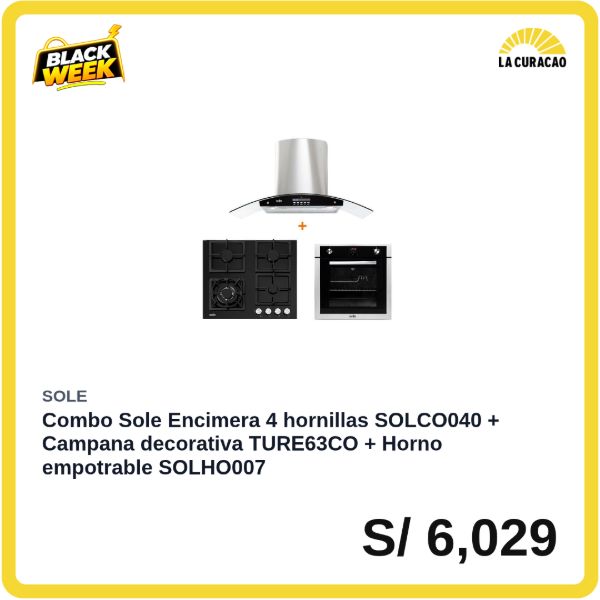 BLACK
WEEK
LA CURACAO
+
SOLE
Combo Sole Encimera 4 hornillas SOLCO040 +
Campana decorativa TURE63CO + Horno
empotrable SOLHO007
S/ 6,029